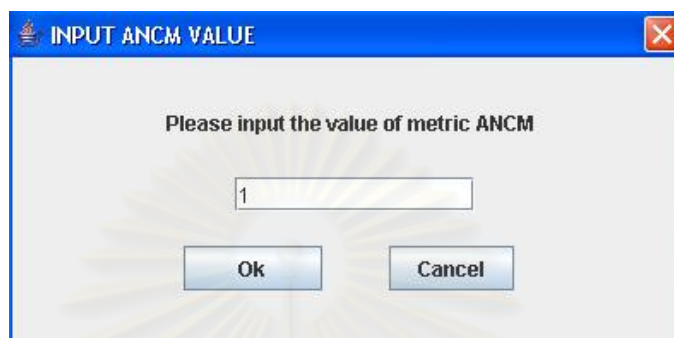 INPUT ANCM VALUE
Please input the value of metric ANCM
1
Ok
Cancel